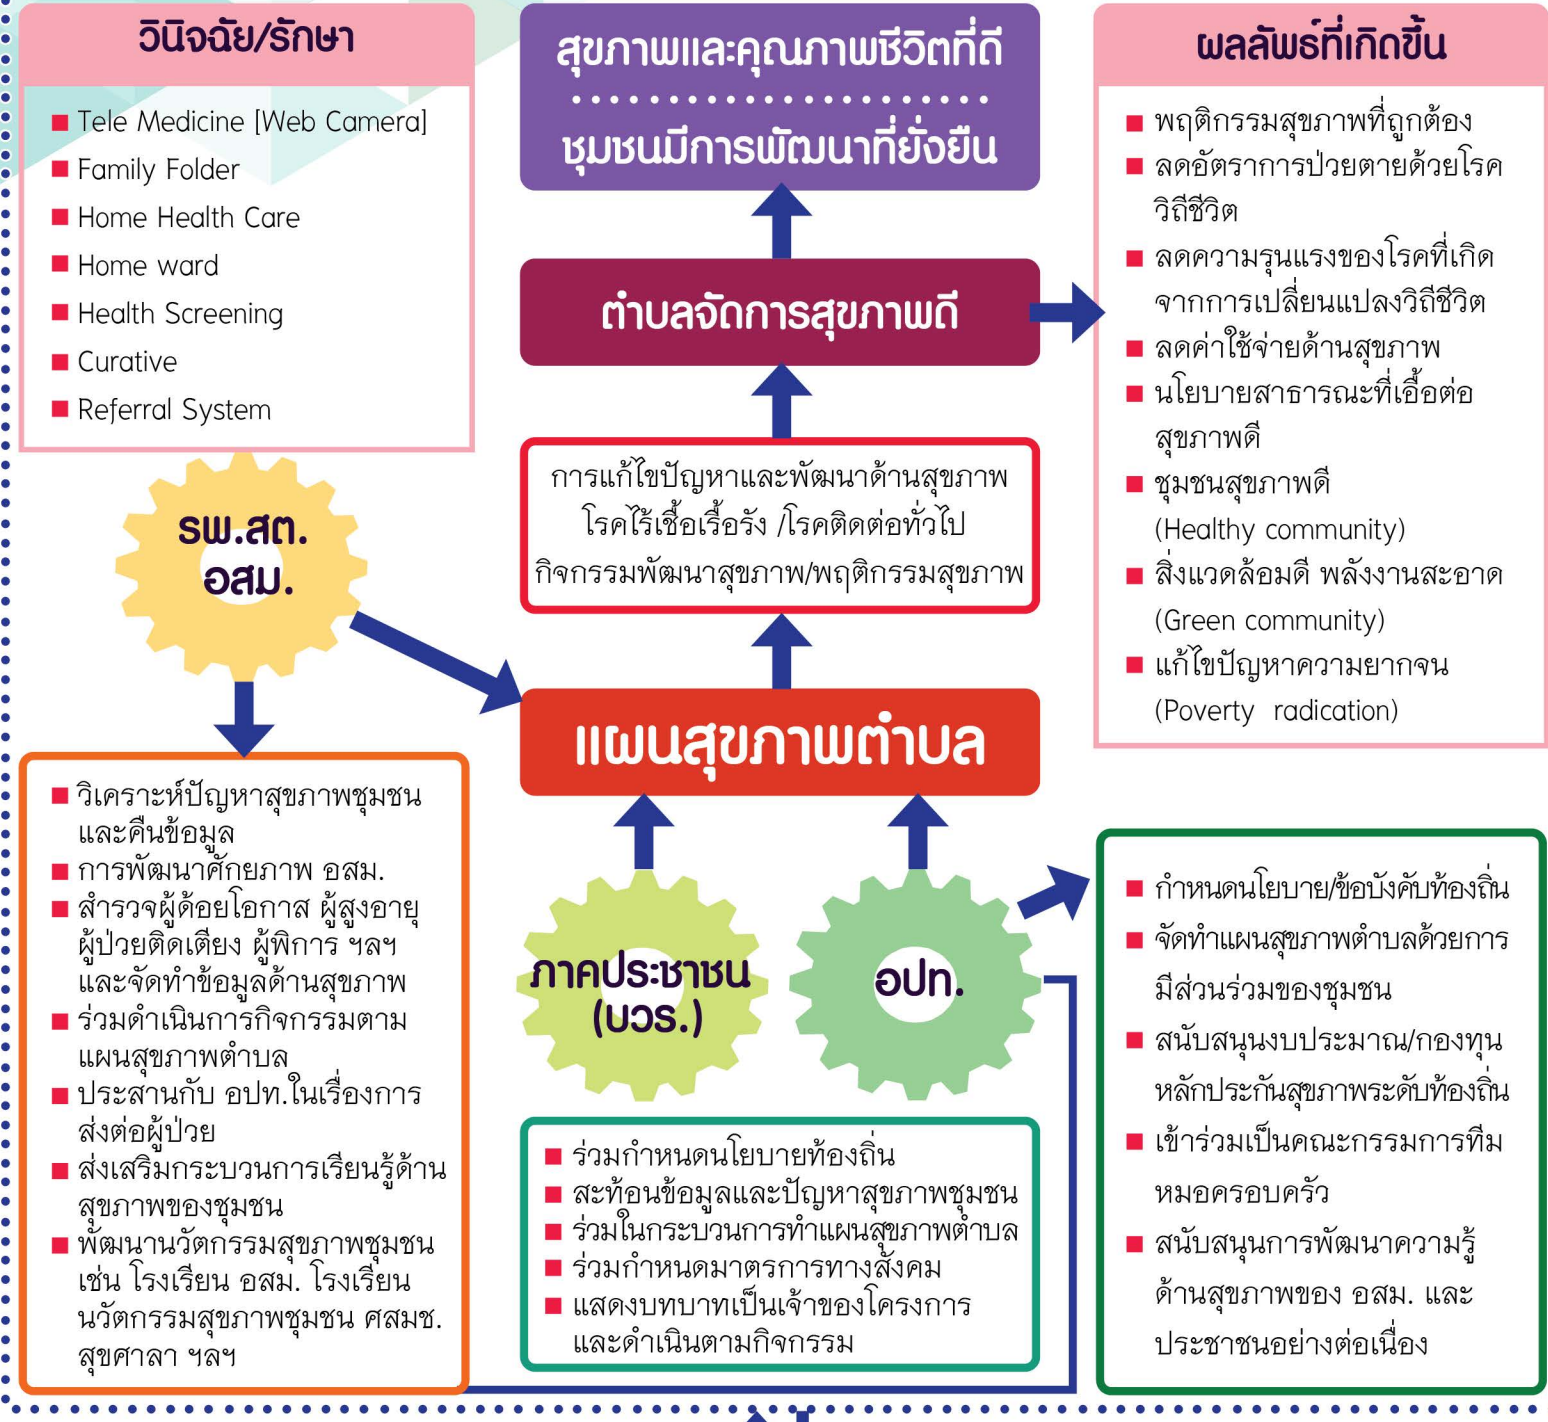 วินิจฉัย/รักษา
Tele Medicine [Web Camera]
Family Folder
Home Health Care
Home ward
Health Screening
Curative
Referral System
สุขภาพและคุณภาพชีวิตที่ดี
ชุมชนมีการพัฒนาที่ยั่งยืน
ตำบลจัดการสุขภาพดี
ผลลัพธ์ที่เกิดขึ้น
พฤติกรรมสุขภาพที่ถูกต้อง
ลดอัตราการป่วยตายด้วยโรค
วิถีชีวิต
ลดความรุนแรงของโรคที่เกิด
จากการเปลี่ยนแปลงวิถีชีวิต
ลดค่าใช้จ่ายด้านสุขภาพ
นโยบายสาธารณะที่เอื้อต่อ
สุขภาพดี
ชุมชนสุขภาพดี
(Healthy community)
สิ่งแวดล้อมดี พลังงานสะอาด
(Green community)
แก้ไขปัญหาความยากจน
(Poverty radication)
การแก้ไขปัญหาและพัฒนาด้านสุขภาพ
โรคไร้เชื้อเรื้อรัง /โรคติดต่อทั่วไป
กิจกรรมพัฒนาสุขภาพ/พฤติกรรมสุขภาพ
รพ.สต.
อสม.
แผนสุขภาพตำบล
วิเคราะห์ปัญหาสุขภาพชุมชน
และคืนข้อมูล
การพัฒนาศักยภาพ อสม.
สำรวจผู้ด้อยโอกาส ผู้สูงอายุ
ผู้ป่วยติดเตียง ผู้พิการ ฯลฯ
และจัดทำข้อมูลด้านสุขภาพ
ร่วมดำเนินการกิจกรรมตาม
แผนสุขภาพตำบล
ประสานกับ อปท.ในเรื่องการ
ส่งต่อผู้ป่วย
ส่งเสริมกระบวนการเรียนรู้ด้าน
สุขภาพของชุมชน
พัฒนานวัตกรรมสุขภาพชุมชน
เช่น โรงเรียน อสม. โรงเรียน
นวัตกรรมสุขภาพชุมชน ศสมช.
สุขศาลา ฯลฯ
ภาคประชาชน
(บวร.)
อปท.
ร่วมกำหนดนโยบายท้องถิ่น
สะท้อนข้อมูลและปัญหาสุขภาพชุมชน
ร่วมในกระบวนการทำแผนสุขภาพตำบล
ร่วมกำหนดมาตรการทางสังคม
แสดงบทบาทเป็นเจ้าของโครงการ
และดำเนินตามกิจกรรม
กำหนดนโยบาย/ข้อบังคับท้องถิ่น
จัดทำแผนสุขภาพตำบลด้วยการ
มีส่วนร่วมของชุมชน
สนับสนุนงบประมาณ/กองทุน
หลักประกันสุขภาพระดับท้องถิ่น
เข้าร่วมเป็นคณะกรรมการทีม
หมอครอบครัว
สนับสนุนการพัฒนาความรู้
ด้านสุขภาพของ อสม. และ
ประชาชนอย่างต่อเนื่อง